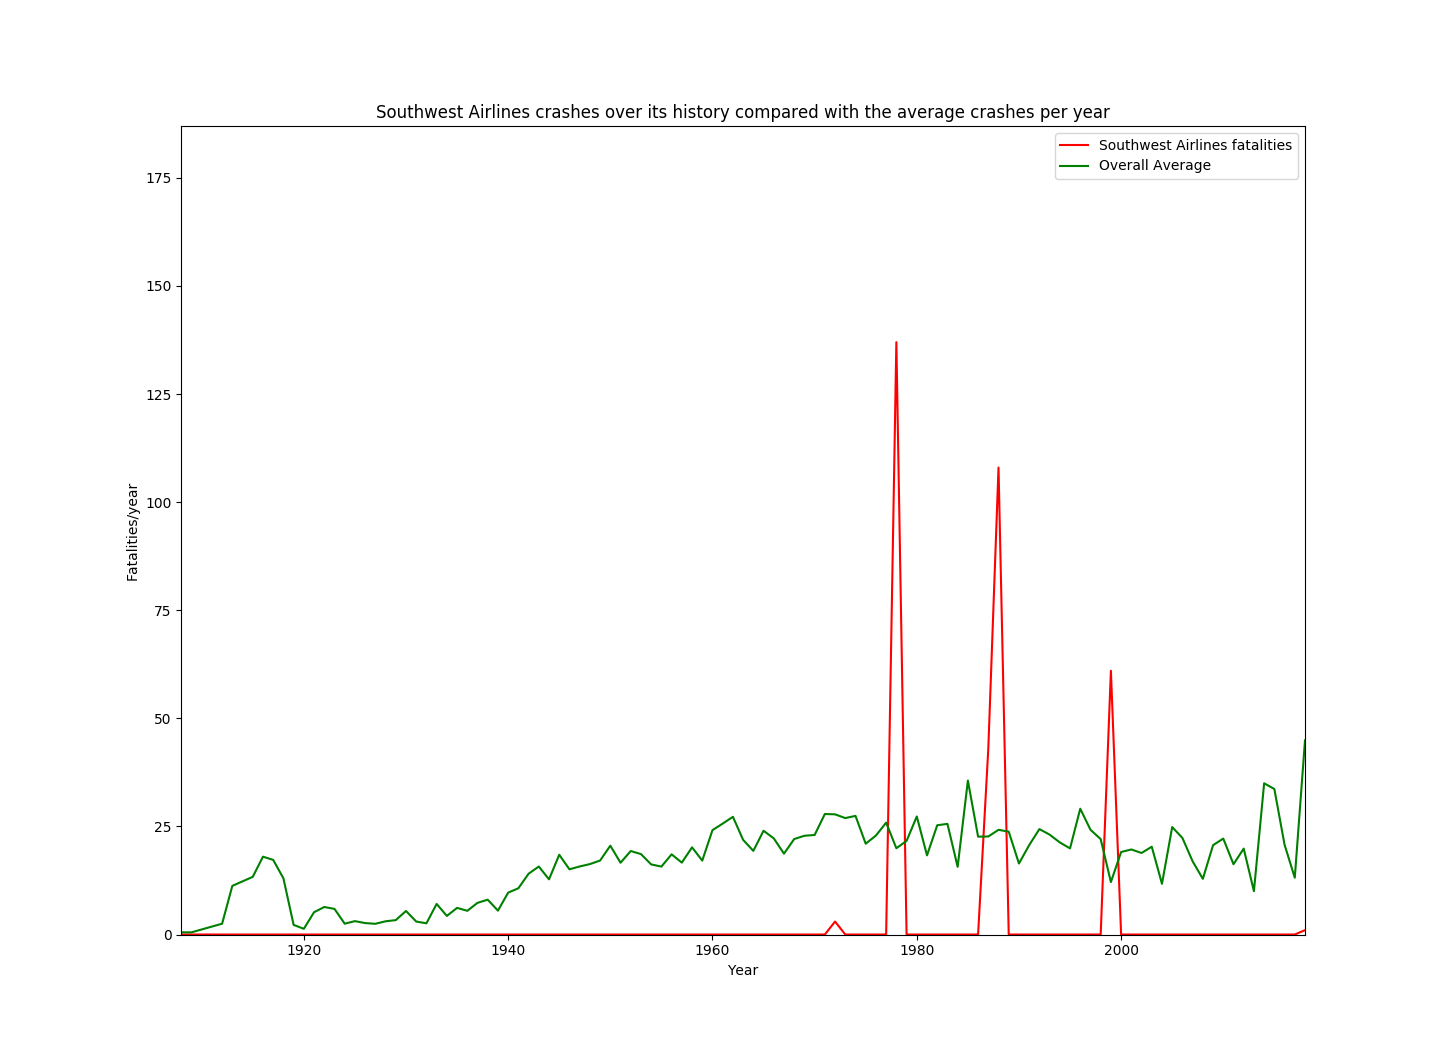 Southwest Airlines crashes over its history compared with the average crashes per year
Southwest Airlines fatalities
Overall Average
175
150
125
100
75
50
25
0
Fatalities/year
1920 1940 1960 1980 2000
Year